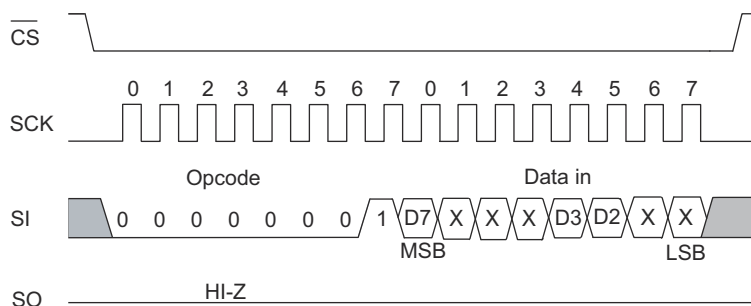 CS
0 1 2 3 4 5 6 7 0 1 2 3 4 5 6 7
SCK
Opcode Data in
SI 0 0 0 0 0 0 0 1 D7 X X X D3 D2 X X
MSB LSB
HI-Z
SO